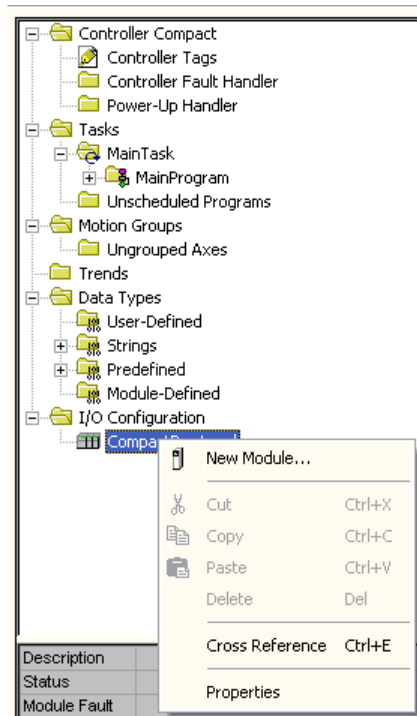 Controller Compact
Controller Tags
Controller Fault Handler
Power-Up Handler
Tasks
MainTask
MainProgram
Unscheduled Programs
Motion Groups
Ungrouped Axes
Trends
Data Types
User-Defined
Strings
Predefined
Module-Defined
I/O Configuration
New Module...
Cut Ctrl+X
Copy Ctrl+C
Paste Ctrl+V
Delete Del
Cross Reference Ctrl+E
Properties
Description
Status
Module Fault